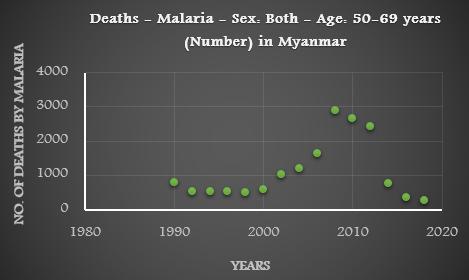 Deaths - Malaria - Sex: Both - Age: 50-69 years
(Number) in Myanmar
NO. OF DEATHS BY MALARIA
4000
3000
2000
1000
0
1980
1990
2000
2010
2020
YEARS